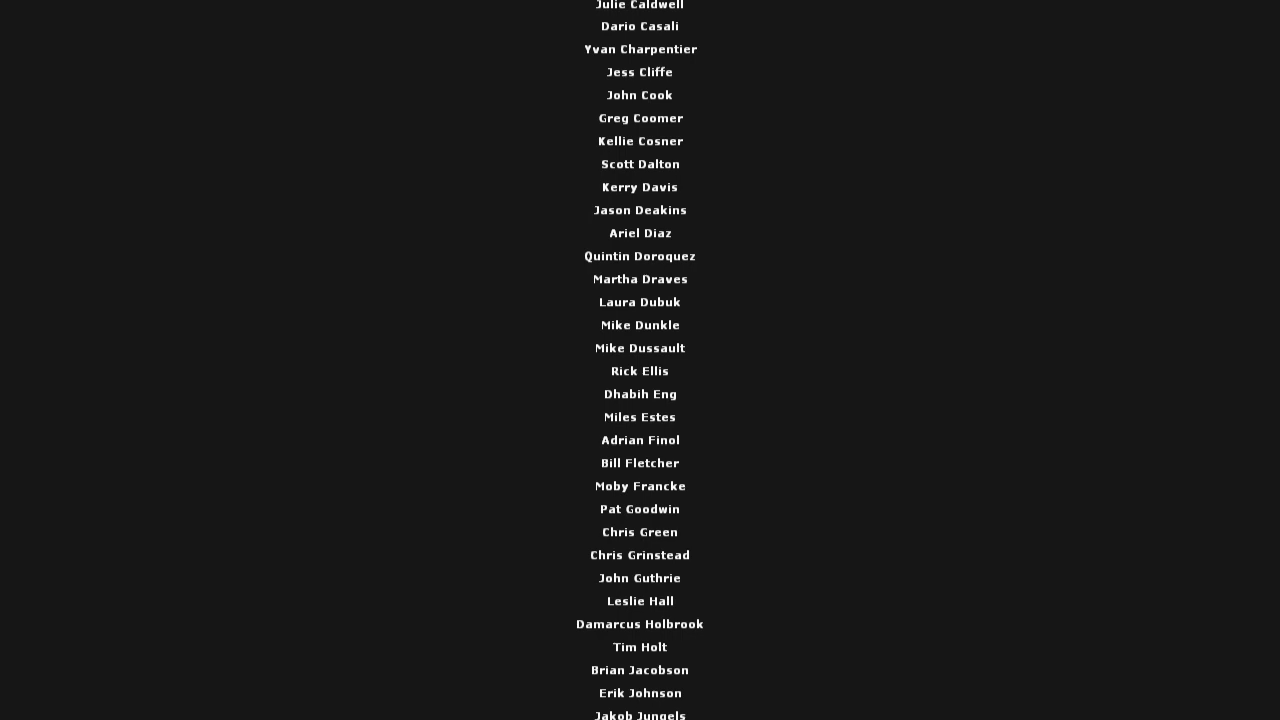 Julie Caldwell
Dario Casali
Yvan Charpentier
Jess Cliffe
John Cook
Greg Coomer
Kellie Cosner
Scott Dalton
Kerry Davis
Jason Deakins
Ariel Diaz
Quintin Doroquez
Martha Draves
Laura Dubuk
Mike Dunkle
Mike Dussault
Rick Ellis
Dhabih Eng
Miles Estes
Adrian Finol
Bill Fletcher
Moby Francke
Pat Goodwin
Chris Green
Chris Grinstead
John Guthrie
Leslie Hall
Damarcus Holbrook
Tim Holt
Brian Jacobson
Erik Johnson
Jakob Jungels